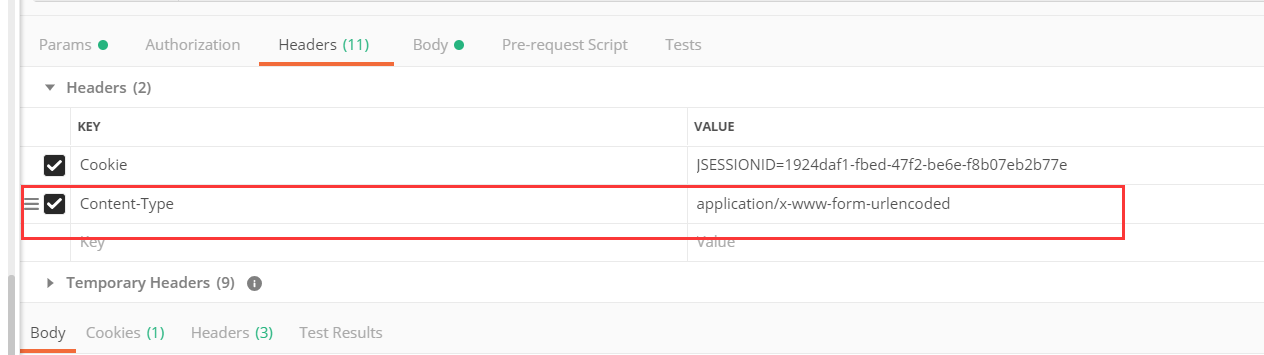 Params Authorization Headers (11) Body Pre-request Script Tests
Headers (2)
KEY VALUE
Cookie JSESSIONID=1924daf1-fbed-47f2-be6e-f8b07eb2b77e
Content-Type application/x-www-form-urlencoded
Key Value
Temporary Headers (9)
Body Cookies (1) Headers (3) Test Results